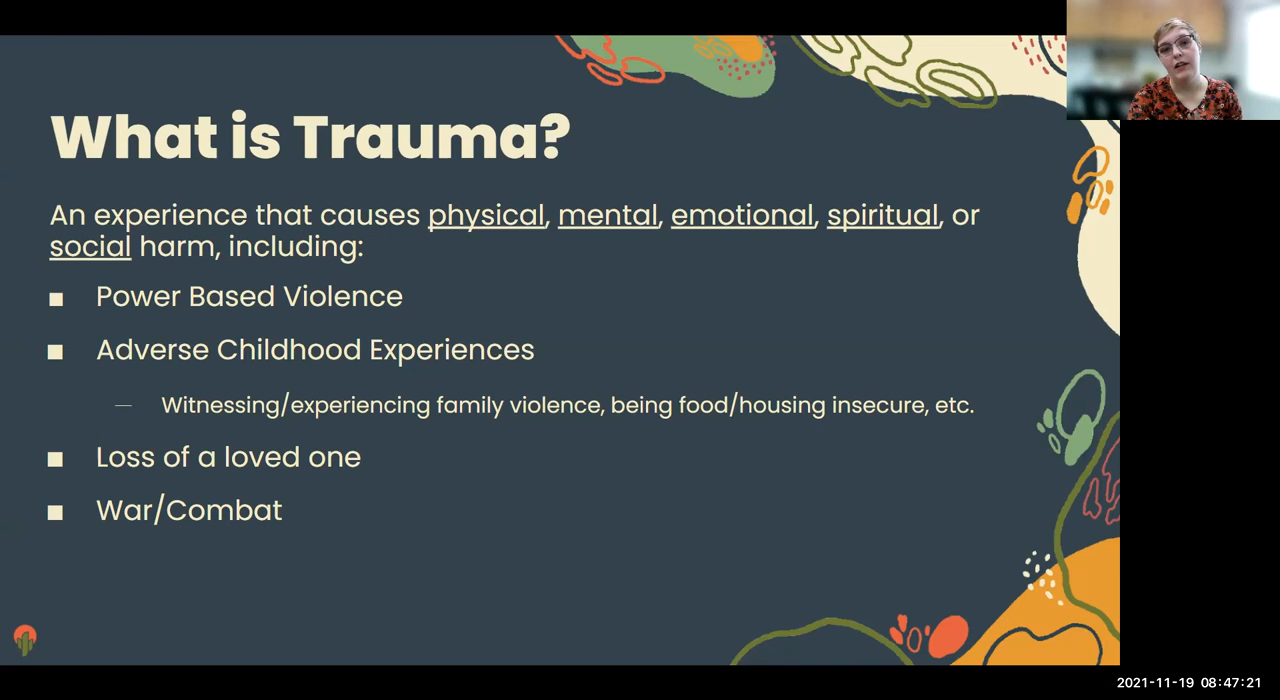 What is Trauma?
An experience that causes physical, mental, emotional, spiritual, or
social harm, including:
Power Based Violence
Adverse Childhood Experiences
Witnessing/experiencing family violence, being food/housing insecure, etc.
Loss of a loved one
War/Combat
2021-11-19 08:47:21